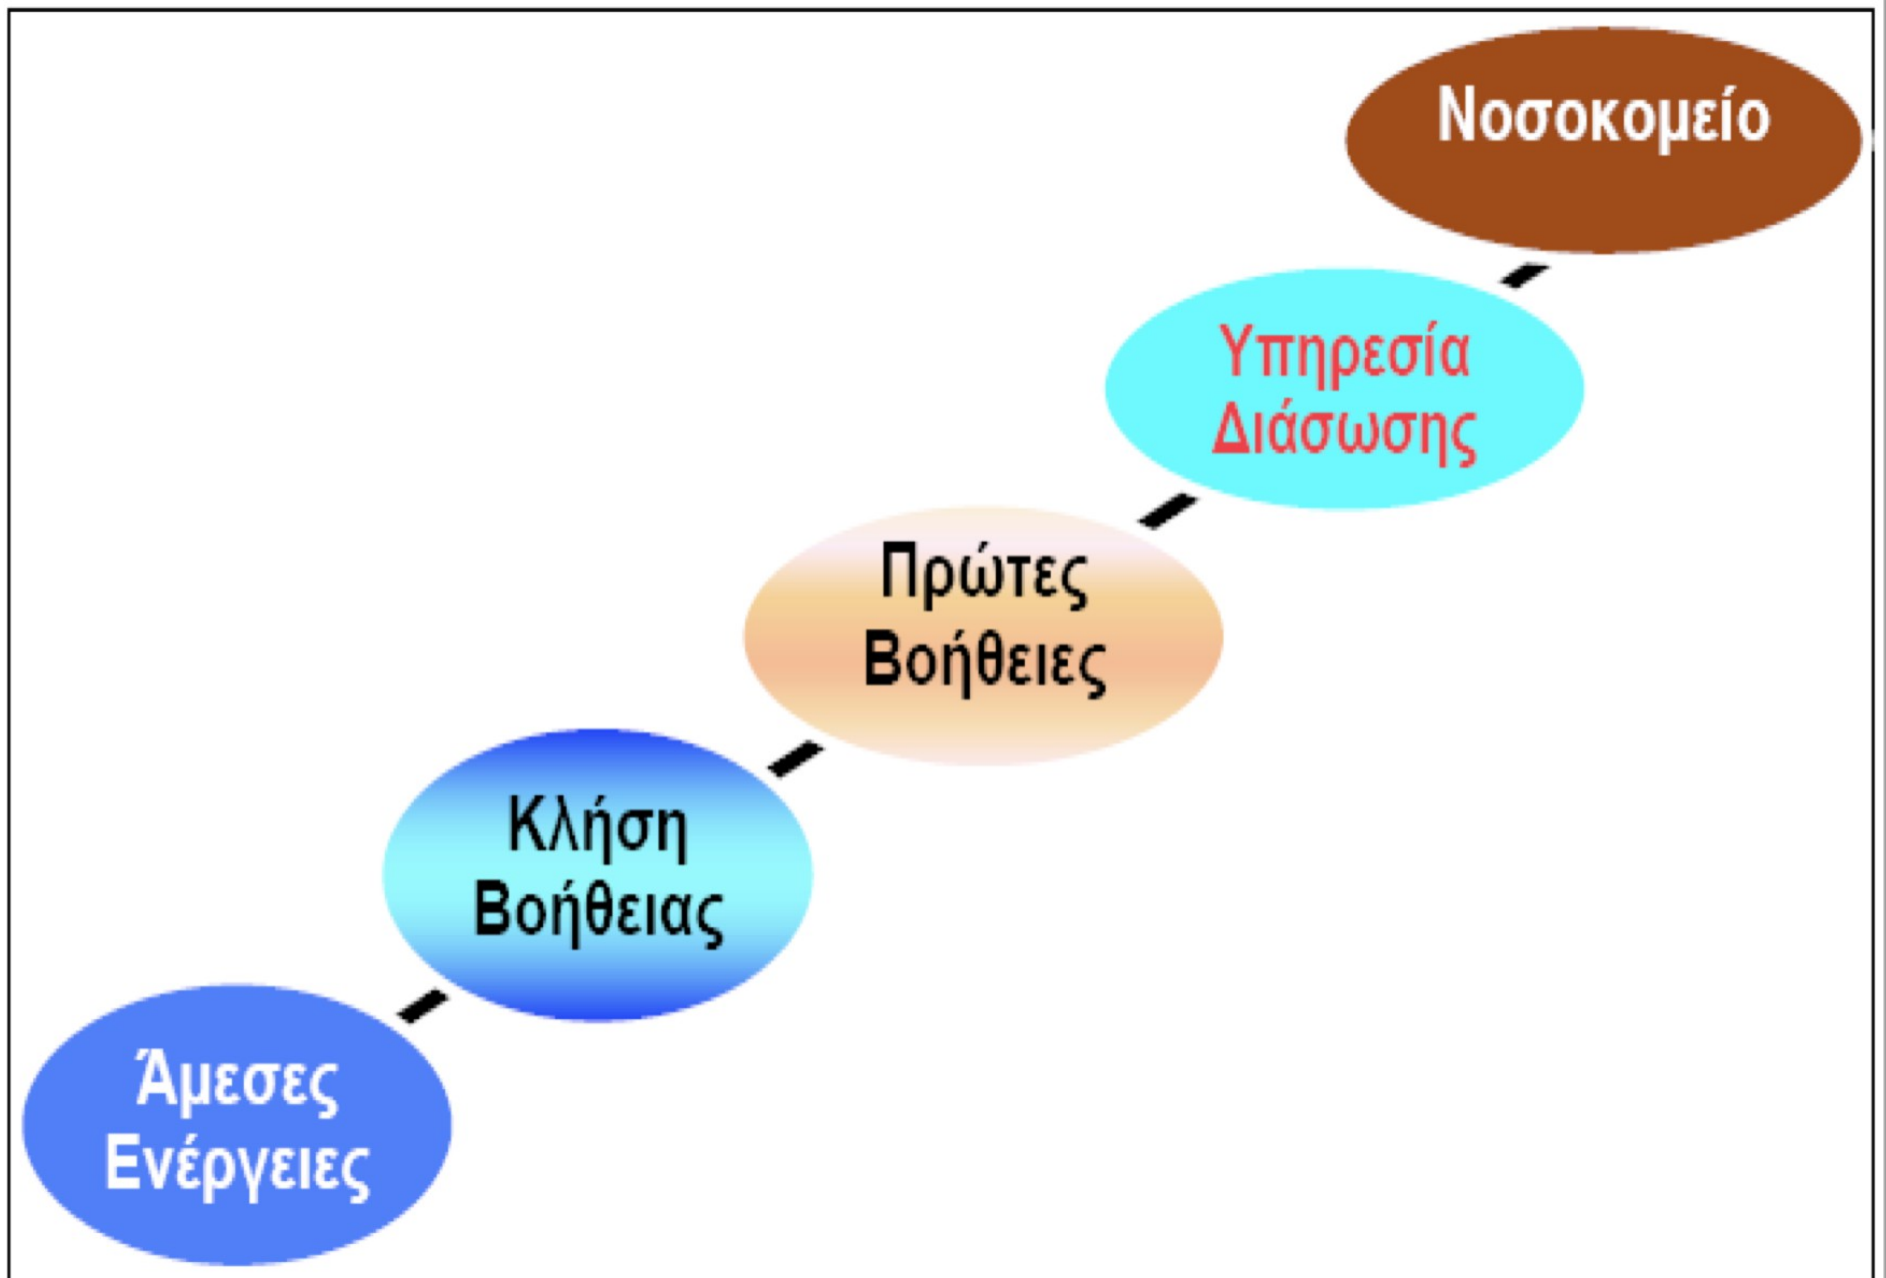 Νοσοκομείο
Υπηρεσία
Διάσωσης
Πρώτες
Βοήθειες
Κλήση
Βοήθειας
Άμεσες
Ενέργειες